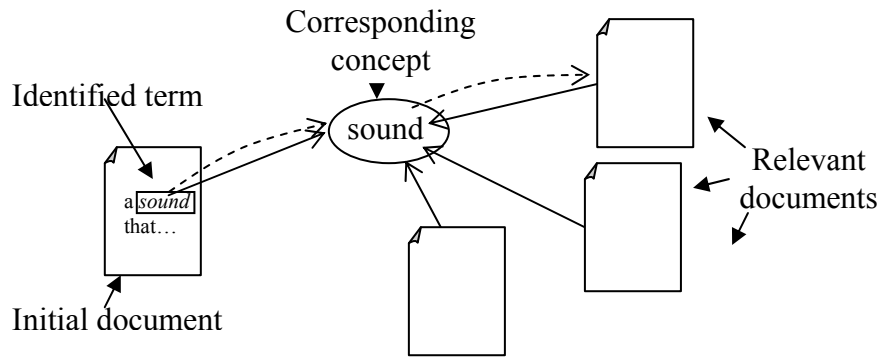 Corresponding
concept
Identified term
sound
a sound
that…
Relevant
documents
Initial document